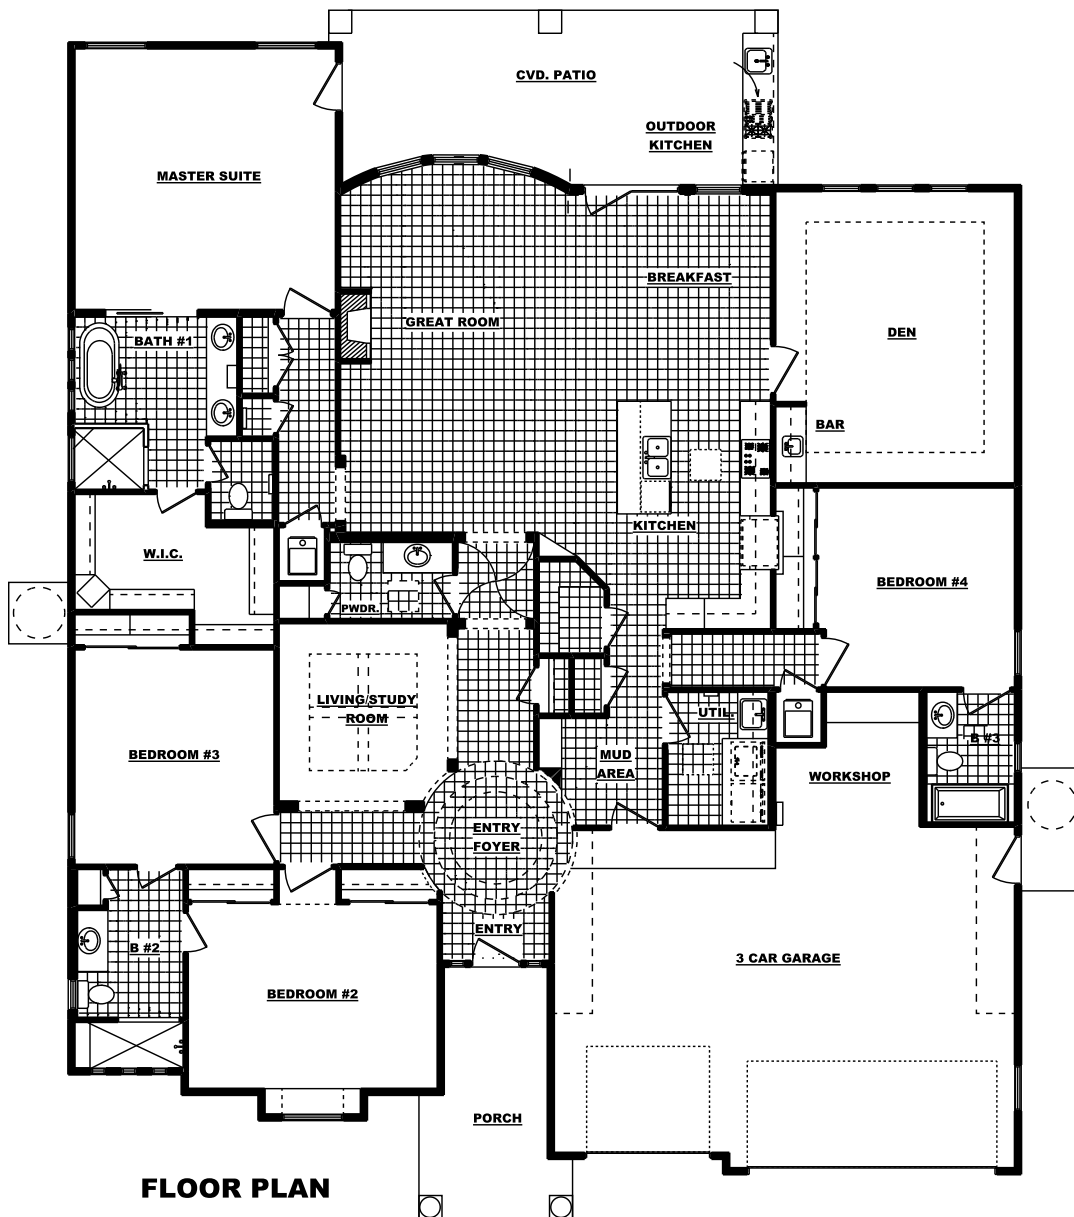 CVD. PATIO
OUTDOOR
KITCHEN
MASTER SUITE
BREAKFAST
GREAT ROOM
DEN
BATH #1
BAR
KITCHEN
W.I.C.
BEDROOM #4
PWDR.
LIVING/STUDY
ROOM
UTIL.
B #3
BEDROOM #3
MUD
AREA
WORKSHOP
ENTRY
FOYER
ENTRY
B #2
3 CAR GARAGE
BEDROOM #2
PORCH
FLOOR PLAN